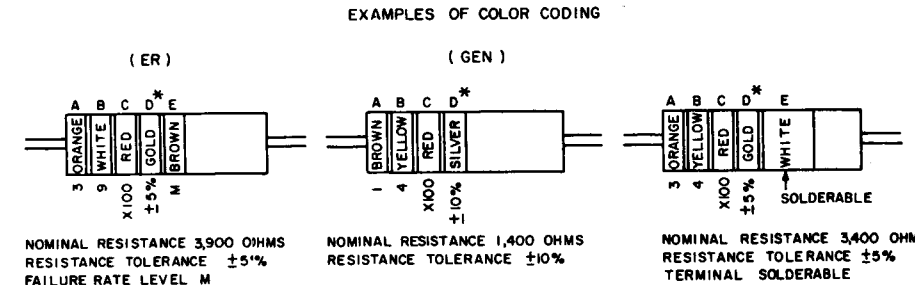 EXAMPLES OF COLOR CODING
(ER)
A B C D* E
ORANGE WHITE RED GOLD BROWN
3 9 X100 ±5% M
NOMINAL RESISTANCE 3,900 OHMS
RESISTANCE TOLERANCE ±5%
FAILURE RATE LEVEL M
(GEN)
A B C D*
BROWN YELLOW RED SILVER
1 4 X100 ±10% ±1
NOMINAL RESISTANCE 1,400 OHMS
RESISTANCE TOLERANCE ±10%
A B C D* E
ORANGE YELLOW RED GOLD WHITE
3 4 X100 ±5%
SOLDERABLE
NOMINAL RESISTANCE 3,400 OHM
RESISTANCE TOLERANCE ±5%
TERMINAL SOLDERABLE